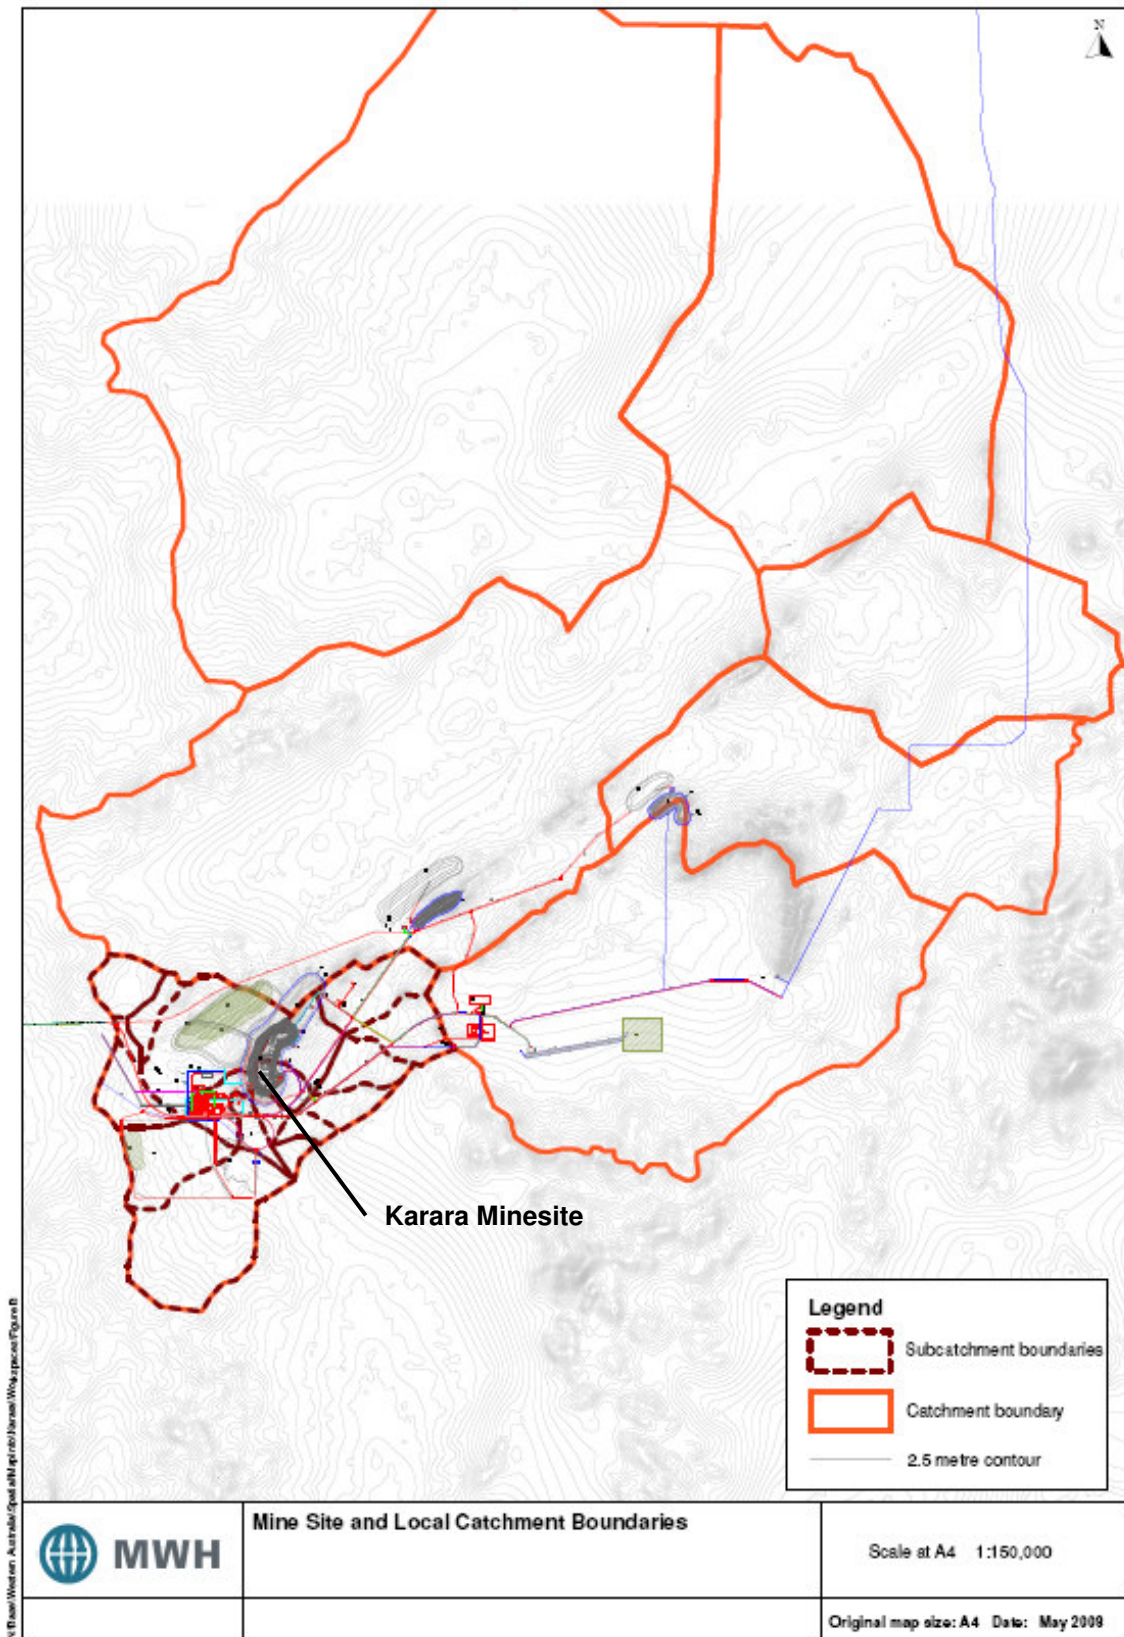 N
Karara Minesite
Legend
Subcatchment boundaries
Catchment boundary
2.5 metre contour
MWH
Mine Site and Local Catchment Boundaries
Scale at A4 1:150,000
Original map size: A4 Date: May 2009